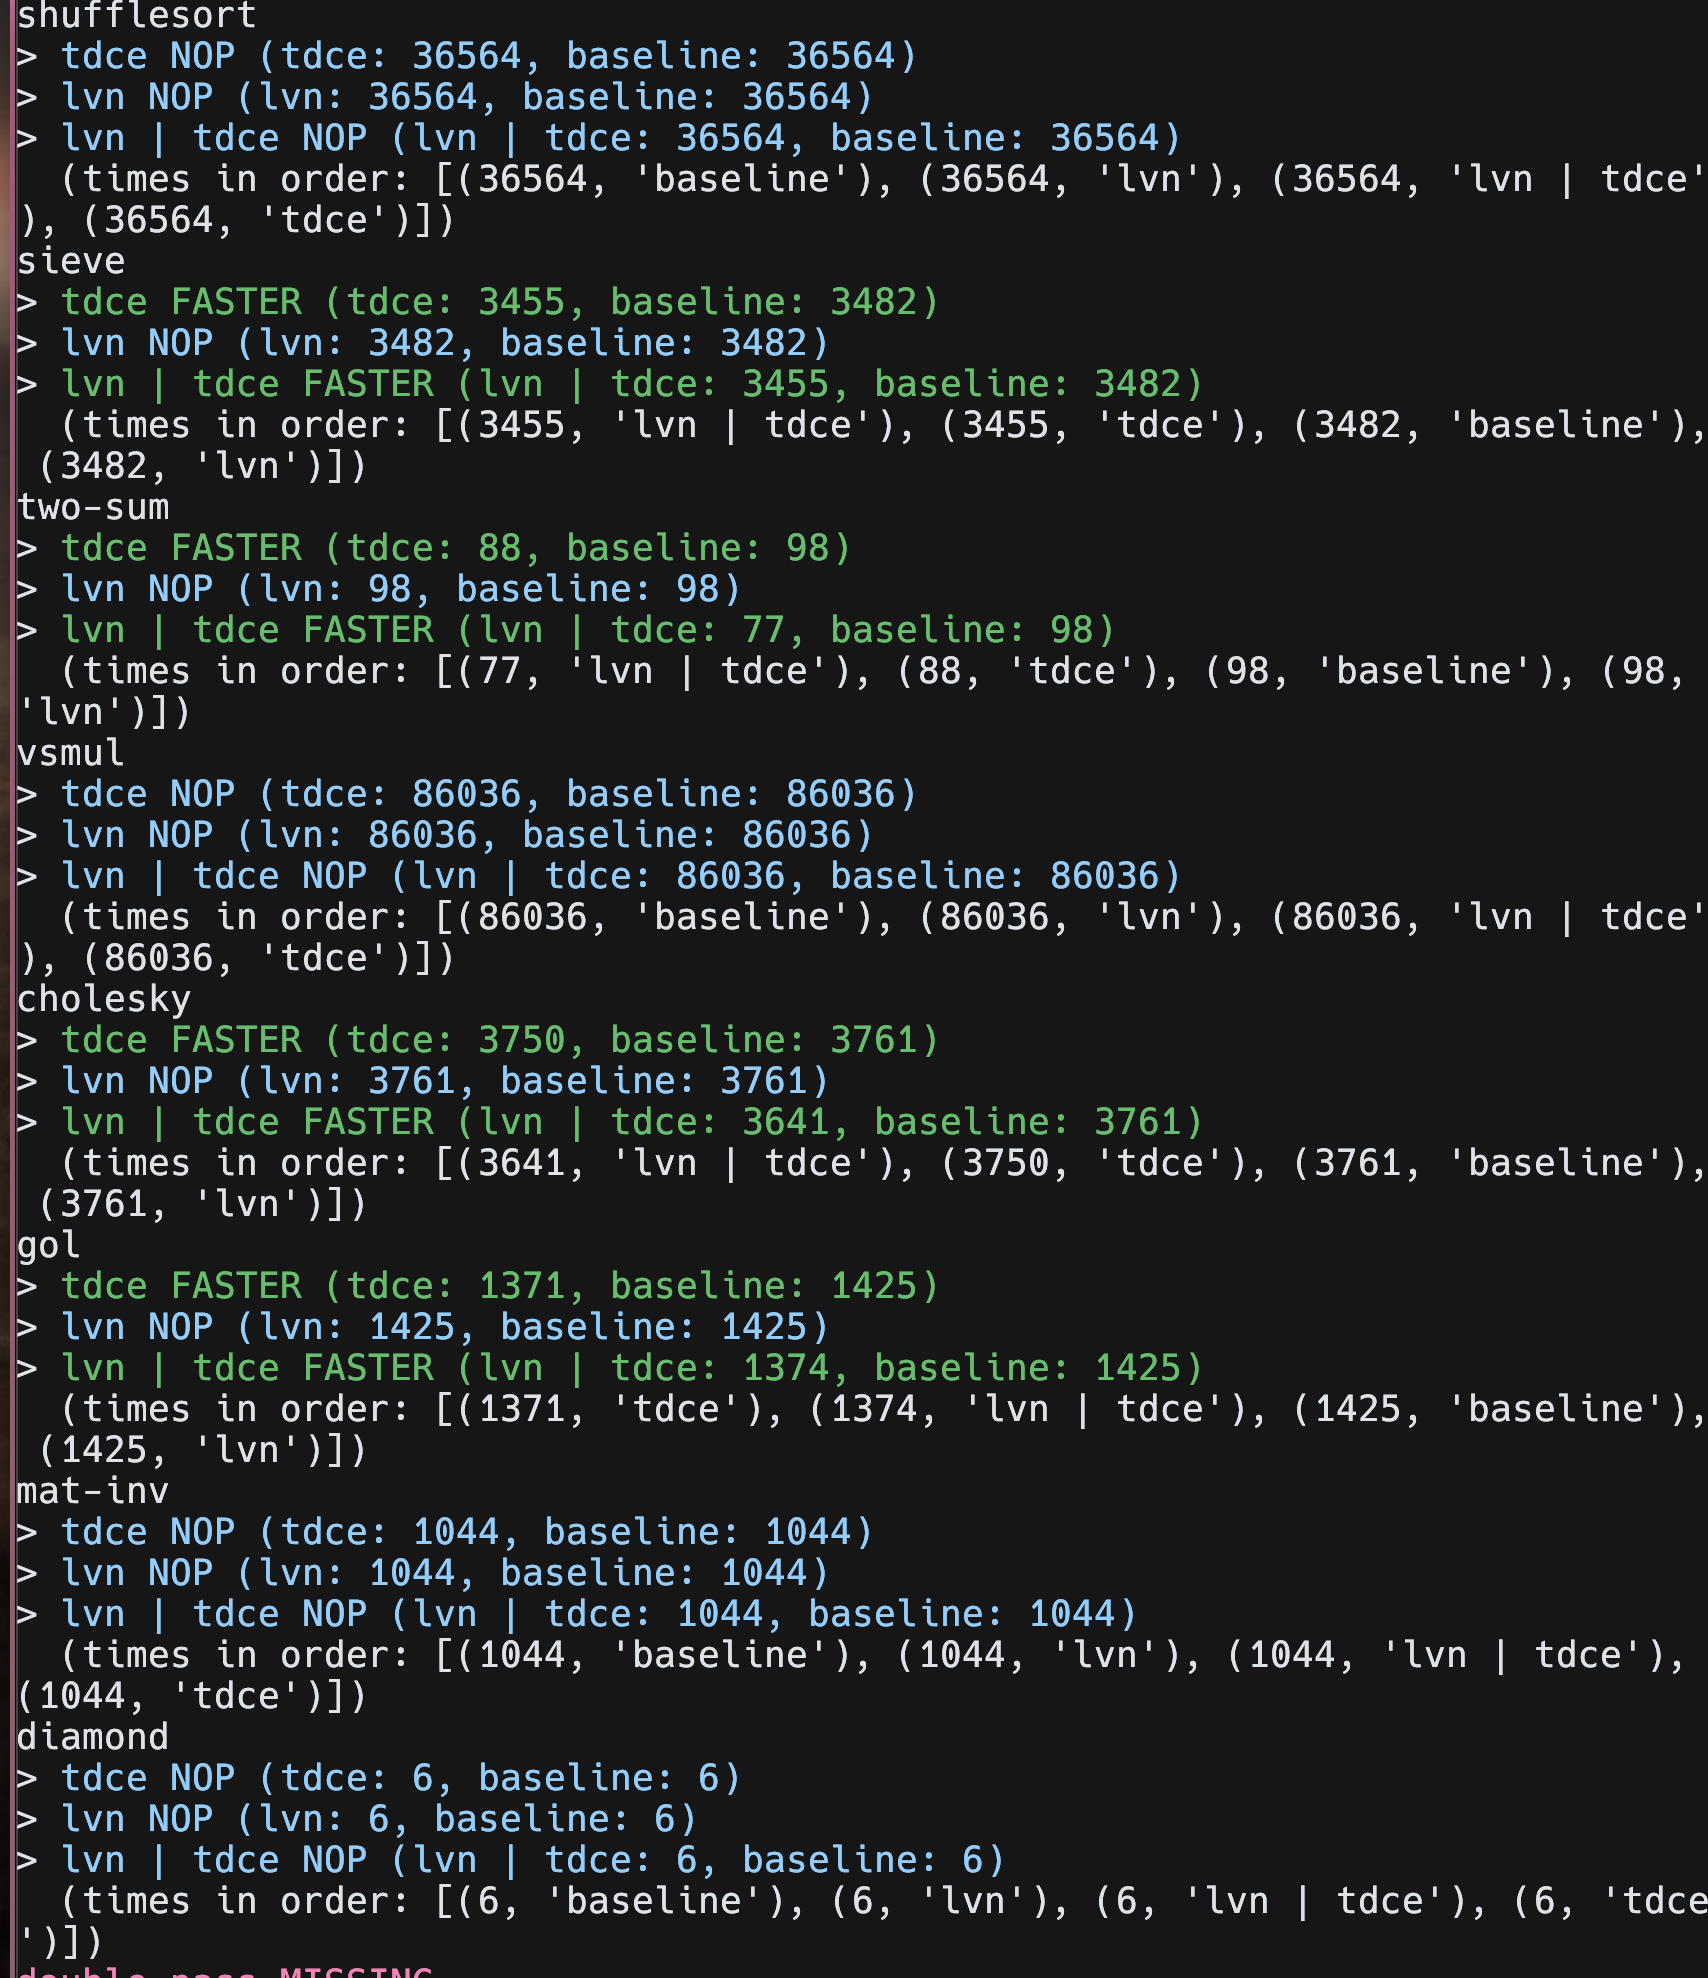 shufflesort
> tdce NOP (tdce: 36564, baseline: 36564)
> lvn NOP (lvn: 36564, baseline: 36564)
> lvn | tdce NOP (lvn | tdce: 36564, baseline: 36564)
  (times in order: [(36564, 'baseline'), (36564, 'lvn'), (36564, 'lvn | tdce'
), (36564, 'tdce')])
sieve
> tdce FASTER (tdce: 3455, baseline: 3482)
> lvn NOP (lvn: 3482, baseline: 3482)
> lvn | tdce FASTER (lvn | tdce: 3455, baseline: 3482)
  (times in order: [(3455, 'lvn | tdce'), (3455, 'tdce'), (3482, 'baseline'),
 (3482, 'lvn')])
two-sum
> tdce FASTER (tdce: 88, baseline: 98)
> lvn NOP (lvn: 98, baseline: 98)
> lvn | tdce FASTER (lvn | tdce: 77, baseline: 98)
  (times in order: [(77, 'lvn | tdce'), (88, 'tdce'), (98, 'baseline'), (98,
'lvn')])
vsmul
> tdce NOP (tdce: 86036, baseline: 86036)
> lvn NOP (lvn: 86036, baseline: 86036)
> lvn | tdce NOP (lvn | tdce: 86036, baseline: 86036)
  (times in order: [(86036, 'baseline'), (86036, 'lvn'), (86036, 'lvn | tdce'
), (86036, 'tdce')])
cholesky
> tdce FASTER (tdce: 3750, baseline: 3761)
> lvn NOP (lvn: 3761, baseline: 3761)
> lvn | tdce FASTER (lvn | tdce: 3641, baseline: 3761)
  (times in order: [(3641, 'lvn | tdce'), (3750, 'tdce'), (3761, 'baseline'),
 (3761, 'lvn')])
gol
> tdce FASTER (tdce: 1371, baseline: 1425)
> lvn NOP (lvn: 1425, baseline: 1425)
> lvn | tdce FASTER (lvn | tdce: 1374, baseline: 1425)
  (times in order: [(1371, 'tdce'), (1374, 'lvn | tdce'), (1425, 'baseline'),
 (1425, 'lvn')])
mat-inv
> tdce NOP (tdce: 1044, baseline: 1044)
> lvn NOP (lvn: 1044, baseline: 1044)
> lvn | tdce NOP (lvn | tdce: 1044, baseline: 1044)
  (times in order: [(1044, 'baseline'), (1044, 'lvn'), (1044, 'lvn | tdce'),
(1044, 'tdce')])
diamond
> tdce NOP (tdce: 6, baseline: 6)
> lvn NOP (lvn: 6, baseline: 6)
> lvn | tdce NOP (lvn | tdce: 6, baseline: 6)
  (times in order: [(6, 'baseline'), (6, 'lvn'), (6, 'lvn | tdce'), (6, 'tdce
')])
double-pass MISSING